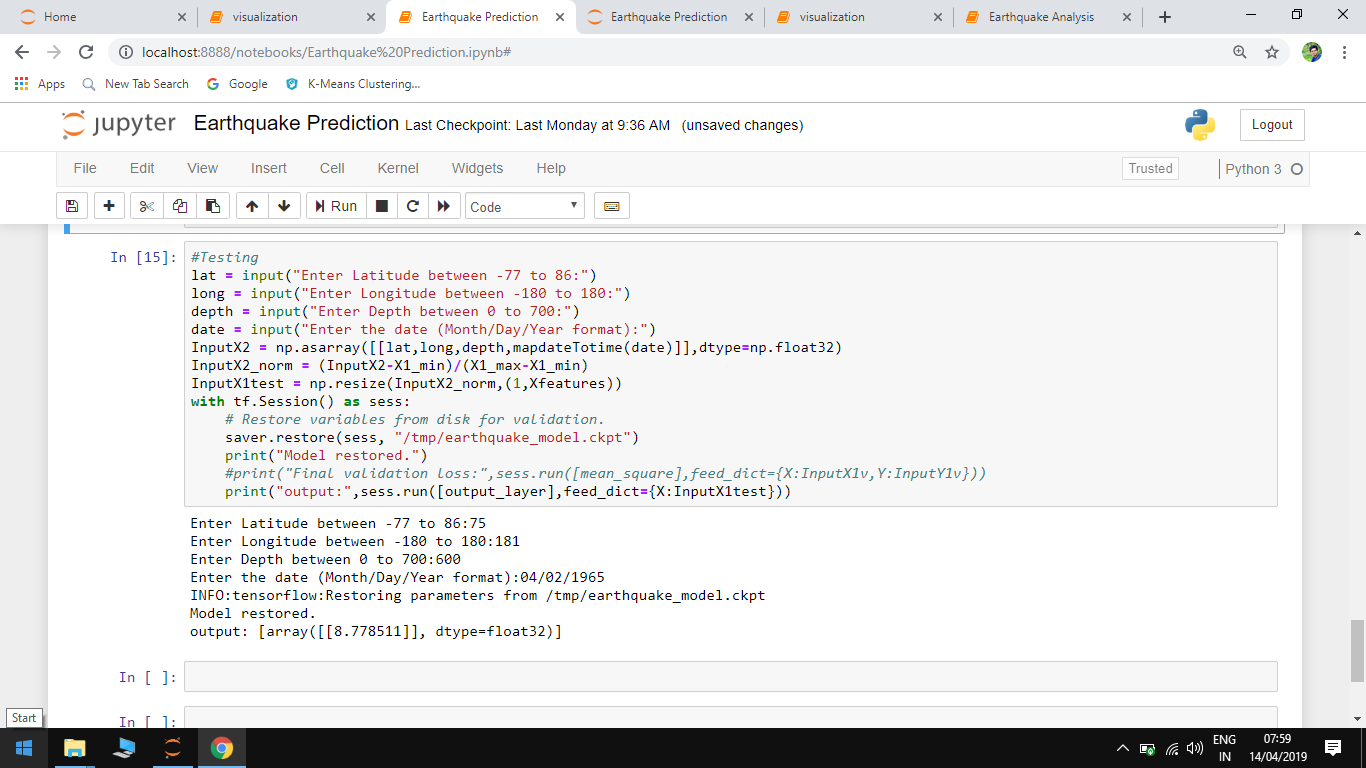 Home
visualization
Earthquake Prediction
Earthquake Prediction
visualization
Earthquake Analysis
localhost:8888/notebooks/Earthquake%20Prediction.ipynb#
Apps
New Tab Search
Google
K-Means Clustering...
jupyter
Earthquake Prediction Last Checkpoint: Last Monday at 9:36 AM (unsaved changes)
Logout
File Edit View Insert Cell Kernel Widgets Help
Trusted
Python 3
Run
Code
In [15]:
#Testing
lat = input("Enter Latitude between -77 to 86:")
long = input("Enter Longitude between -180 to 180:")
depth = input("Enter Depth between 0 to 700:")
date = input("Enter the date (Month/Day/Year format):")
InputX2 = np.asarray([[lat,long,depth,mapdateTotime(date)]],dtype=np.float32)
InputX2_norm = (InputX2-X1_min)/(X1_max-X1_min)
InputX1test = np.resize(InputX2_norm,(1,Xfeatures))
with tf.Session() as sess:
    # Restore variables from disk for validation.
    saver.restore(sess, "/tmp/earthquake_model.ckpt")
    print("Model restored.")
    #print("Final validation loss:",sess.run([mean_square],feed_dict={X:InputX1v,Y:InputY1v}))
    print("output:",sess.run([output_layer],feed_dict={X:InputX1test}))
Enter Latitude between -77 to 86:75
Enter Longitude between -180 to 180:181
Enter Depth between 0 to 700:600
Enter the date (Month/Day/Year format):04/02/1965
INFO:tensorflow:Restoring parameters from /tmp/earthquake_model.ckpt
Model restored.
output: [array([[8.778511]], dtype=float32)]
In [ ]:
In [ ]:
Start
ENG
IN
07:59
14/04/2019